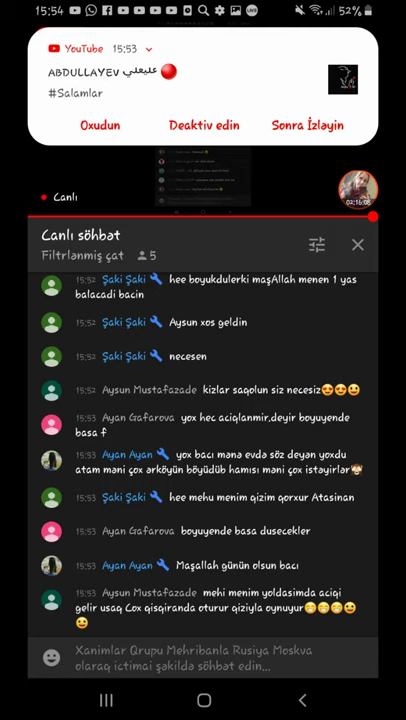 15:54
52%
YouTube 15:53
ABDULLAYEV عليعلي
#Salamlar
Oxudun Deaktiv edin Sonra İzləyin
Canlı
02:16:08
Canlı söhbət
Filtrlənmiş çat 5
15:52 Şaki Şaki hee boyukdulerki maşAllah menen 1 yas
balacadi bacin
15:52 Şaki Şaki Aysun xos geldin
15:52 Şaki Şaki necesen
15:52 Aysun Mustafazade kizlar saqolun siz necesiz😍😍😃
15:53 Ayan Gafarova yox hec aciqlanmir.deyir boyuyende
basa f
15:53 Ayan Ayan yox bacı mənə evdə söz deyən yoxdu
atam məni çox ərköyün böyüdüb hamısı məni çox istəyirlər
15:53 Şaki Şaki hee mehu menim qizim qorxur Atasinan
15:53 Ayan Gafarova boyuyende basa dusecekler
15:53 Ayan Ayan Maşallah günün olsun bacı
15:53 Aysun Mustafazade mehi menim yoldasimda aciqi
gelir usaq Cox qisqiranda oturur qiziyla oynuyur😁😁😁😃
😃
Xanimlar Qrupu Mehribanla Rusiya Moskva
olaraq ictimai şəkildə söhbət edin...